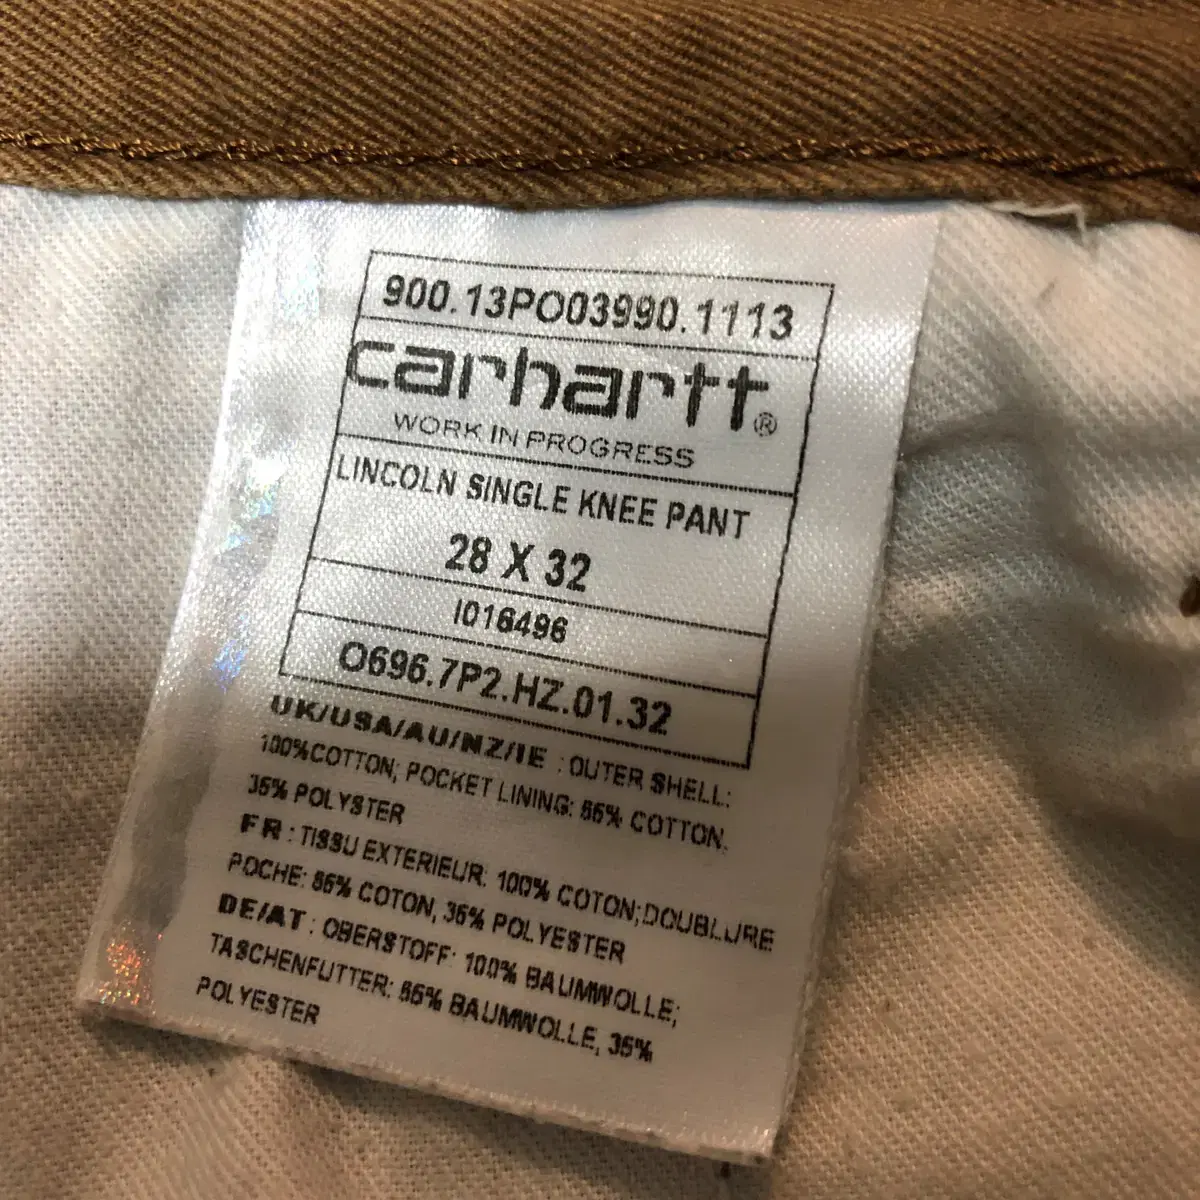 900.13PO03990.1113
carhartt®
WORK IN PROGRESS
LINCOLN SINGLE KNEE PANT
28 X 32
I016496
O696.7P2.HZ.01.32
UK/USA/AU/NZ/IE : OUTER SHELL:
100%COTTON; POCKET LINING: 65% COTTON.
35% POLYSTER
FR : TISSU EXTERIEUR: 100% COTON;DOUBLURE
POCHE: 65% COTON, 35% POLYESTER
DE/AT : OBERSTOFF: 100% BAUMWOLLE;
TASCHENFUTTER: 65% BAUMWOLLE, 35%
POLYESTER